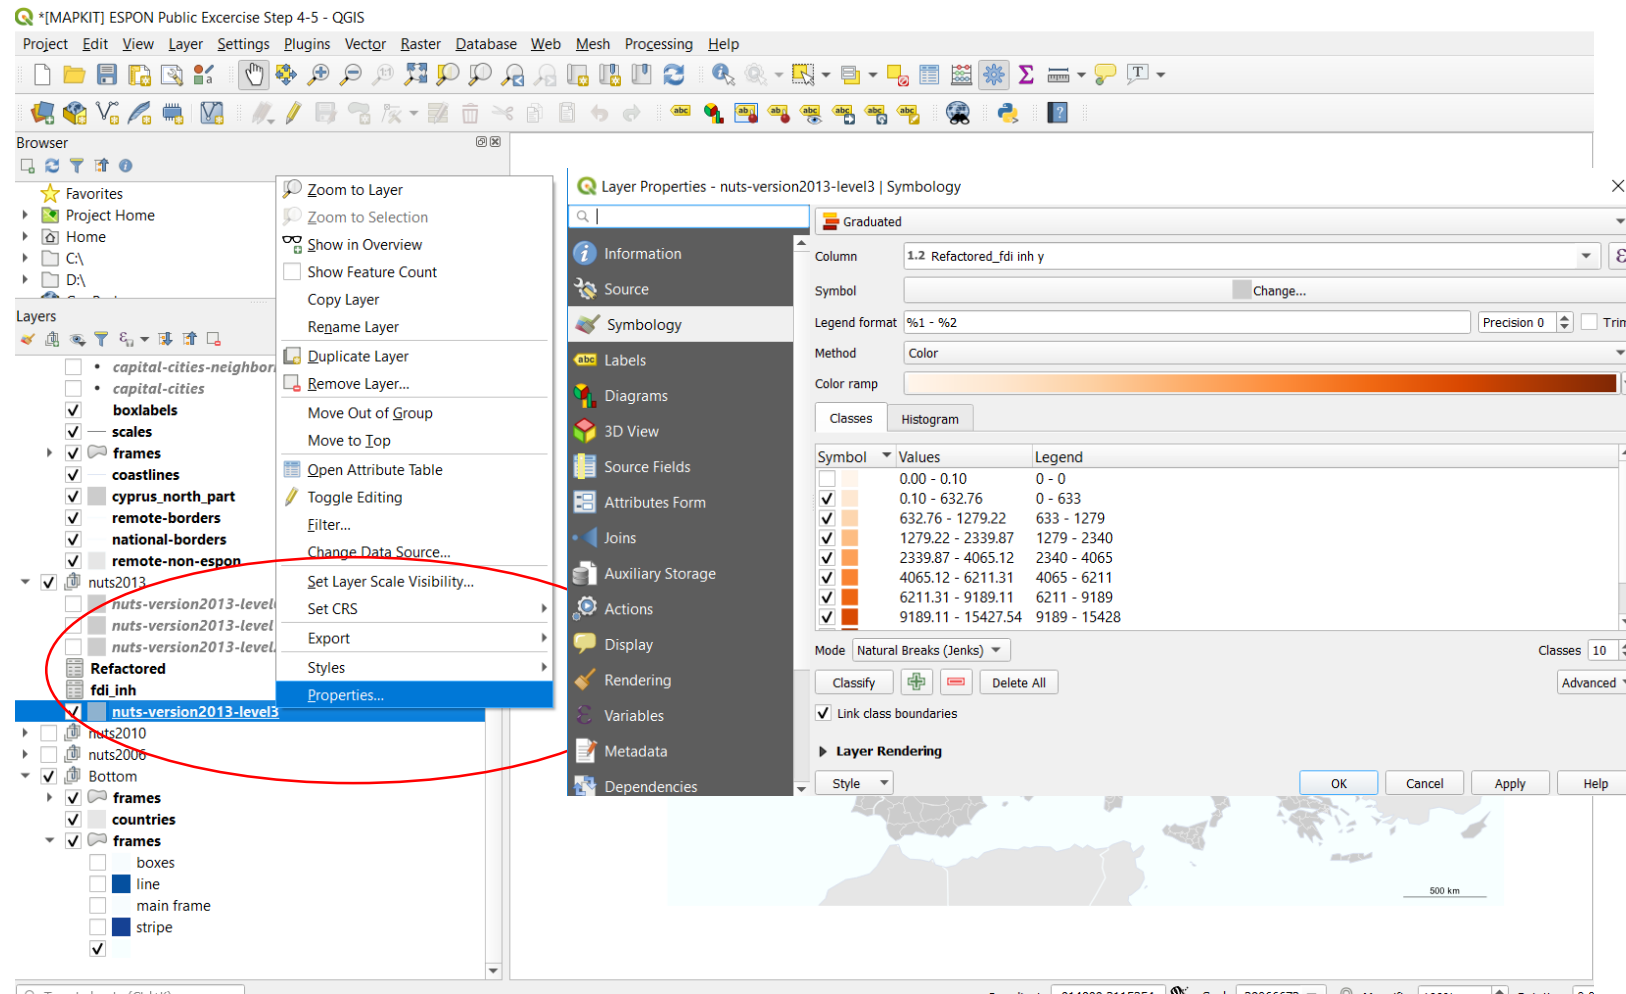 *[MAPKIT] ESPON Public Excercise Step 4-5 - QGIS
Project Edit View Layer Settings Plugins Vector Raster Database Web Mesh Processing Help
Browser
Favorites
Project Home
Home
C:\
D:\
Layers
capital-cities-neighbor
capital-cities
boxlabels
scales
frames
coastlines
cyprus_north_part
remote-borders
national-borders
remote-non-espon
nuts2013
nuts-version2013-level
nuts-version2013-level
nuts-version2013-level
Refactored
fdi_inh
nuts-version2013-level3
nuts2010
nuts2006
Bottom
frames
countries
frames
boxes
line
main frame
stripe
Zoom to Layer
Zoom to Selection
Show in Overview
Show Feature Count
Copy Layer
Rename Layer
Duplicate Layer
Remove Layer...
Move Out of Group
Move to Top
Open Attribute Table
Toggle Editing
Filter...
Change Data Source...
Set Layer Scale Visibility...
Set CRS
Export
Styles
Properties...
Layer Properties - nuts-version2013-level3 | Symbology
Information
Source
Symbology
Labels
Diagrams
3D View
Source Fields
Attributes Form
Joins
Auxiliary Storage
Actions
Display
Rendering
Variables
Metadata
Dependencies
Graduated
Column 1.2 Refactored_fdi inh y
Symbol Change...
Legend format %1 - %2 Precision 0 Trim
Method Color
Color ramp
Classes Histogram
Symbol Values Legend
0.00 - 0.10 0 - 0
0.10 - 632.76 0 - 633
632.76 - 1279.22 633 - 1279
1279.22 - 2339.87 1279 - 2340
2339.87 - 4065.12 2340 - 4065
4065.12 - 6211.31 4065 - 6211
6211.31 - 9189.11 6211 - 9189
9189.11 - 15427.54 9189 - 15428
Mode Natural Breaks (Jenks) Classes 10
Classify Delete All Advanced
Link class boundaries
Layer Rendering
Style OK Cancel Apply Help
500 km